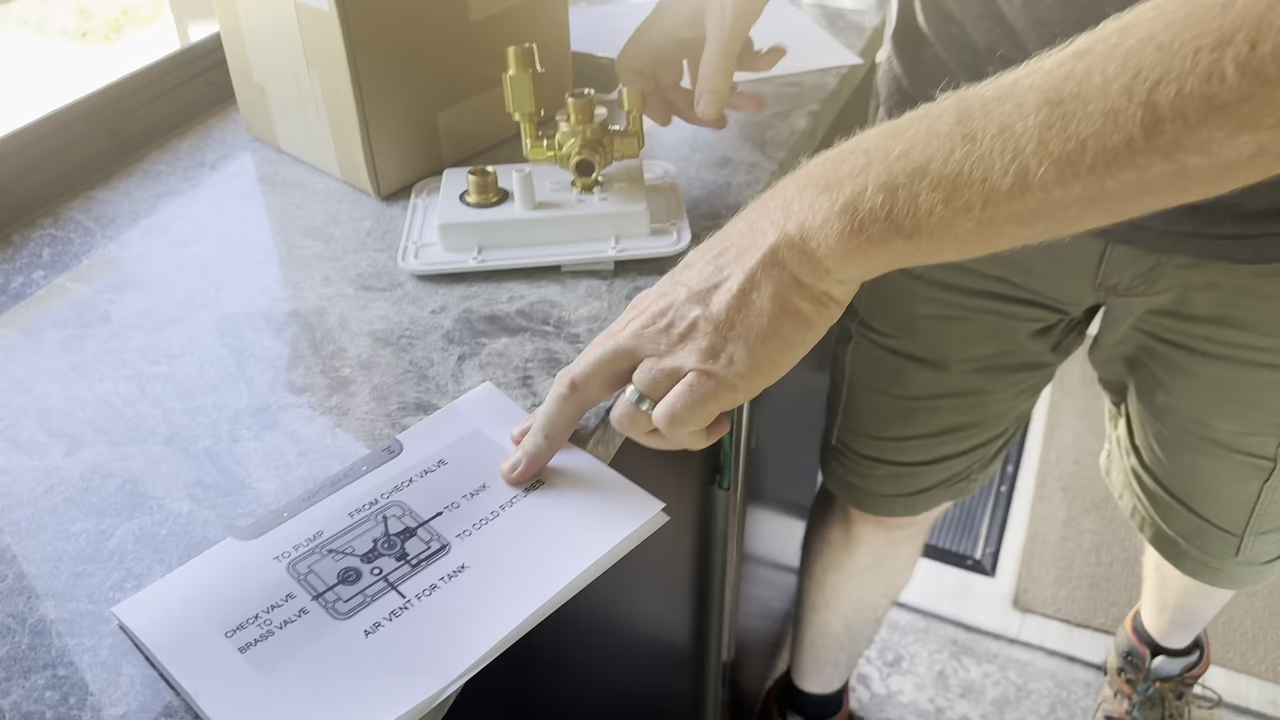 FROM CHECK VALVE
TO PUMP
TO TANK
TO COLD FIXTURES
CHECK VALVE
TO
BRASS VALVE
AIR VENT FOR TANK